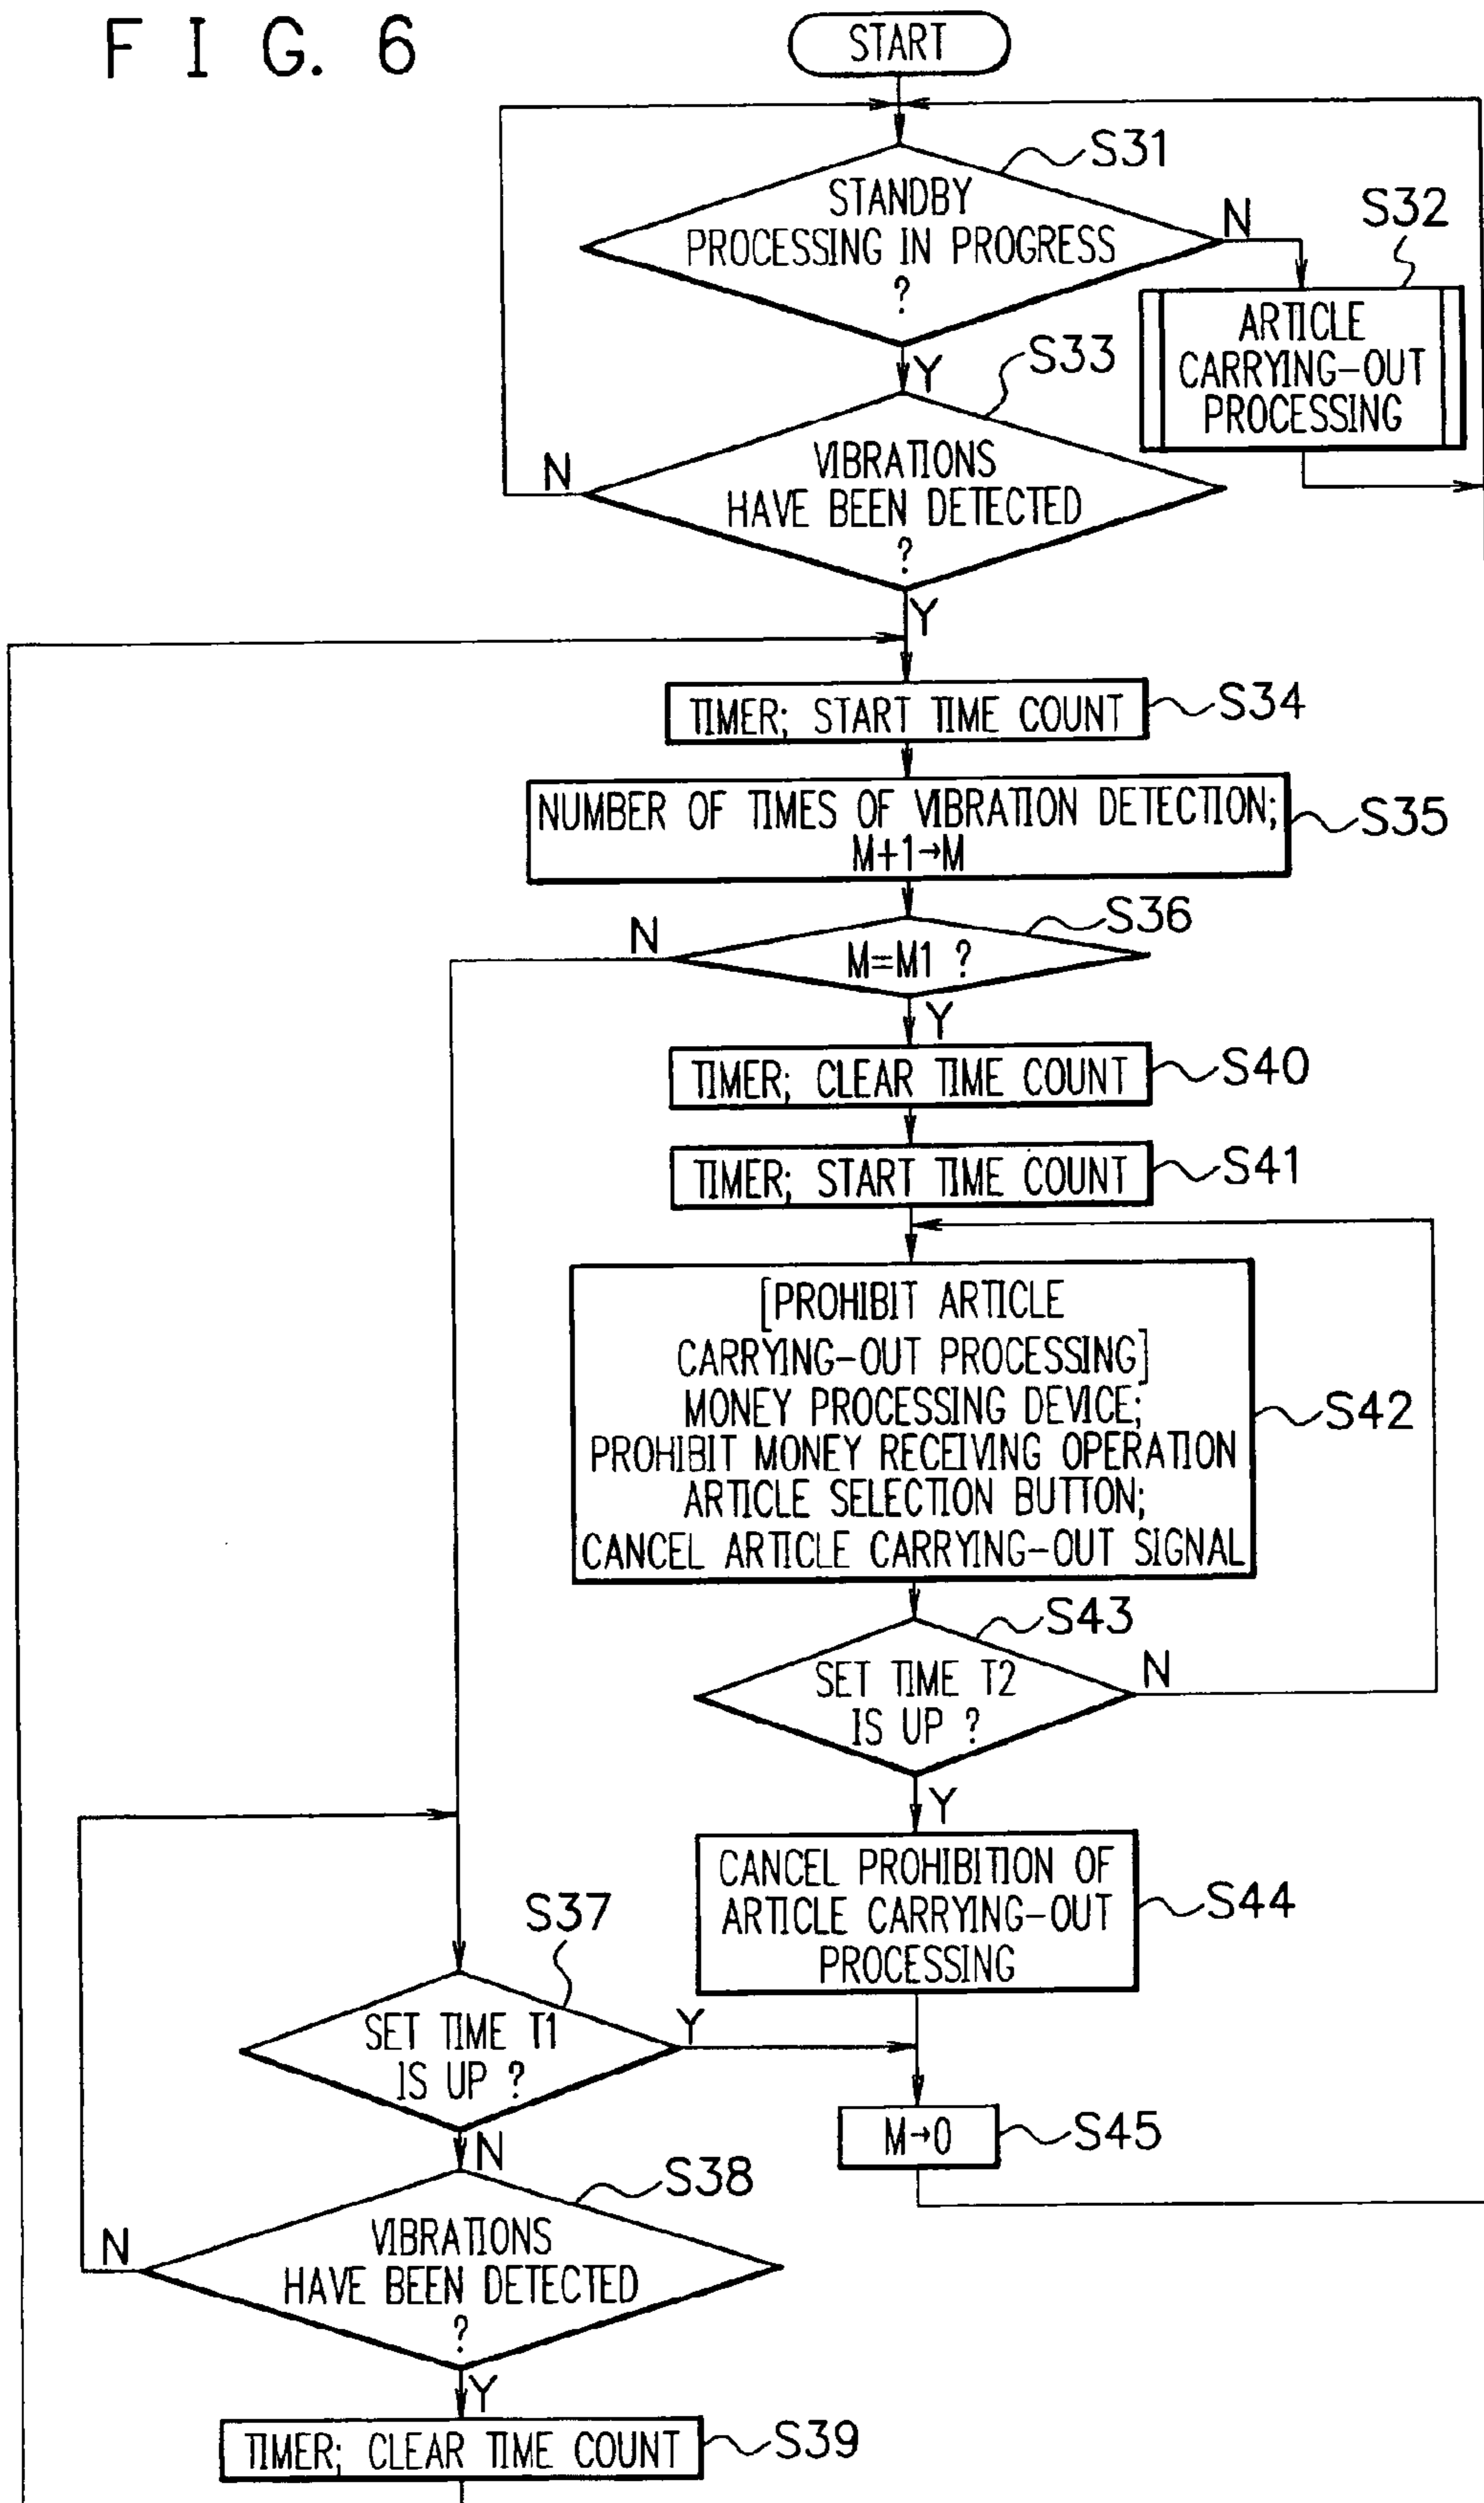 FIG. 6
START
S31
STANDBY
PROCESSING IN PROGRESS
?
N
S32
ARTICLE
CARRYING-OUT
PROCESSING
Y
S33
VIBRATIONS
HAVE BEEN DETECTED
?
N
Y
TIMER; START TIME COUNT
S34
NUMBER OF TIMES OF VIBRATION DETECTION;
M+1→M
S35
S36
N
M=M1 ?
Y
TIMER; CLEAR TIME COUNT
S40
TIMER; START TIME COUNT
S41
[PROHIBIT ARTICLE
CARRYING-OUT PROCESSING]
MONEY PROCESSING DEVICE;
PROHIBIT MONEY RECEIVING OPERATION
ARTICLE SELECTION BUTTON;
CANCEL ARTICLE CARRYING-OUT SIGNAL
S42
S43
SET TIME T2
IS UP ?
N
Y
CANCEL PROHIBITION OF
ARTICLE CARRYING-OUT
PROCESSING
S44
S37
SET TIME T1
IS UP ?
Y
N
M→0
S45
S38
VIBRATIONS
HAVE BEEN DETECTED
?
N
Y
TIMER; CLEAR TIME COUNT
S39